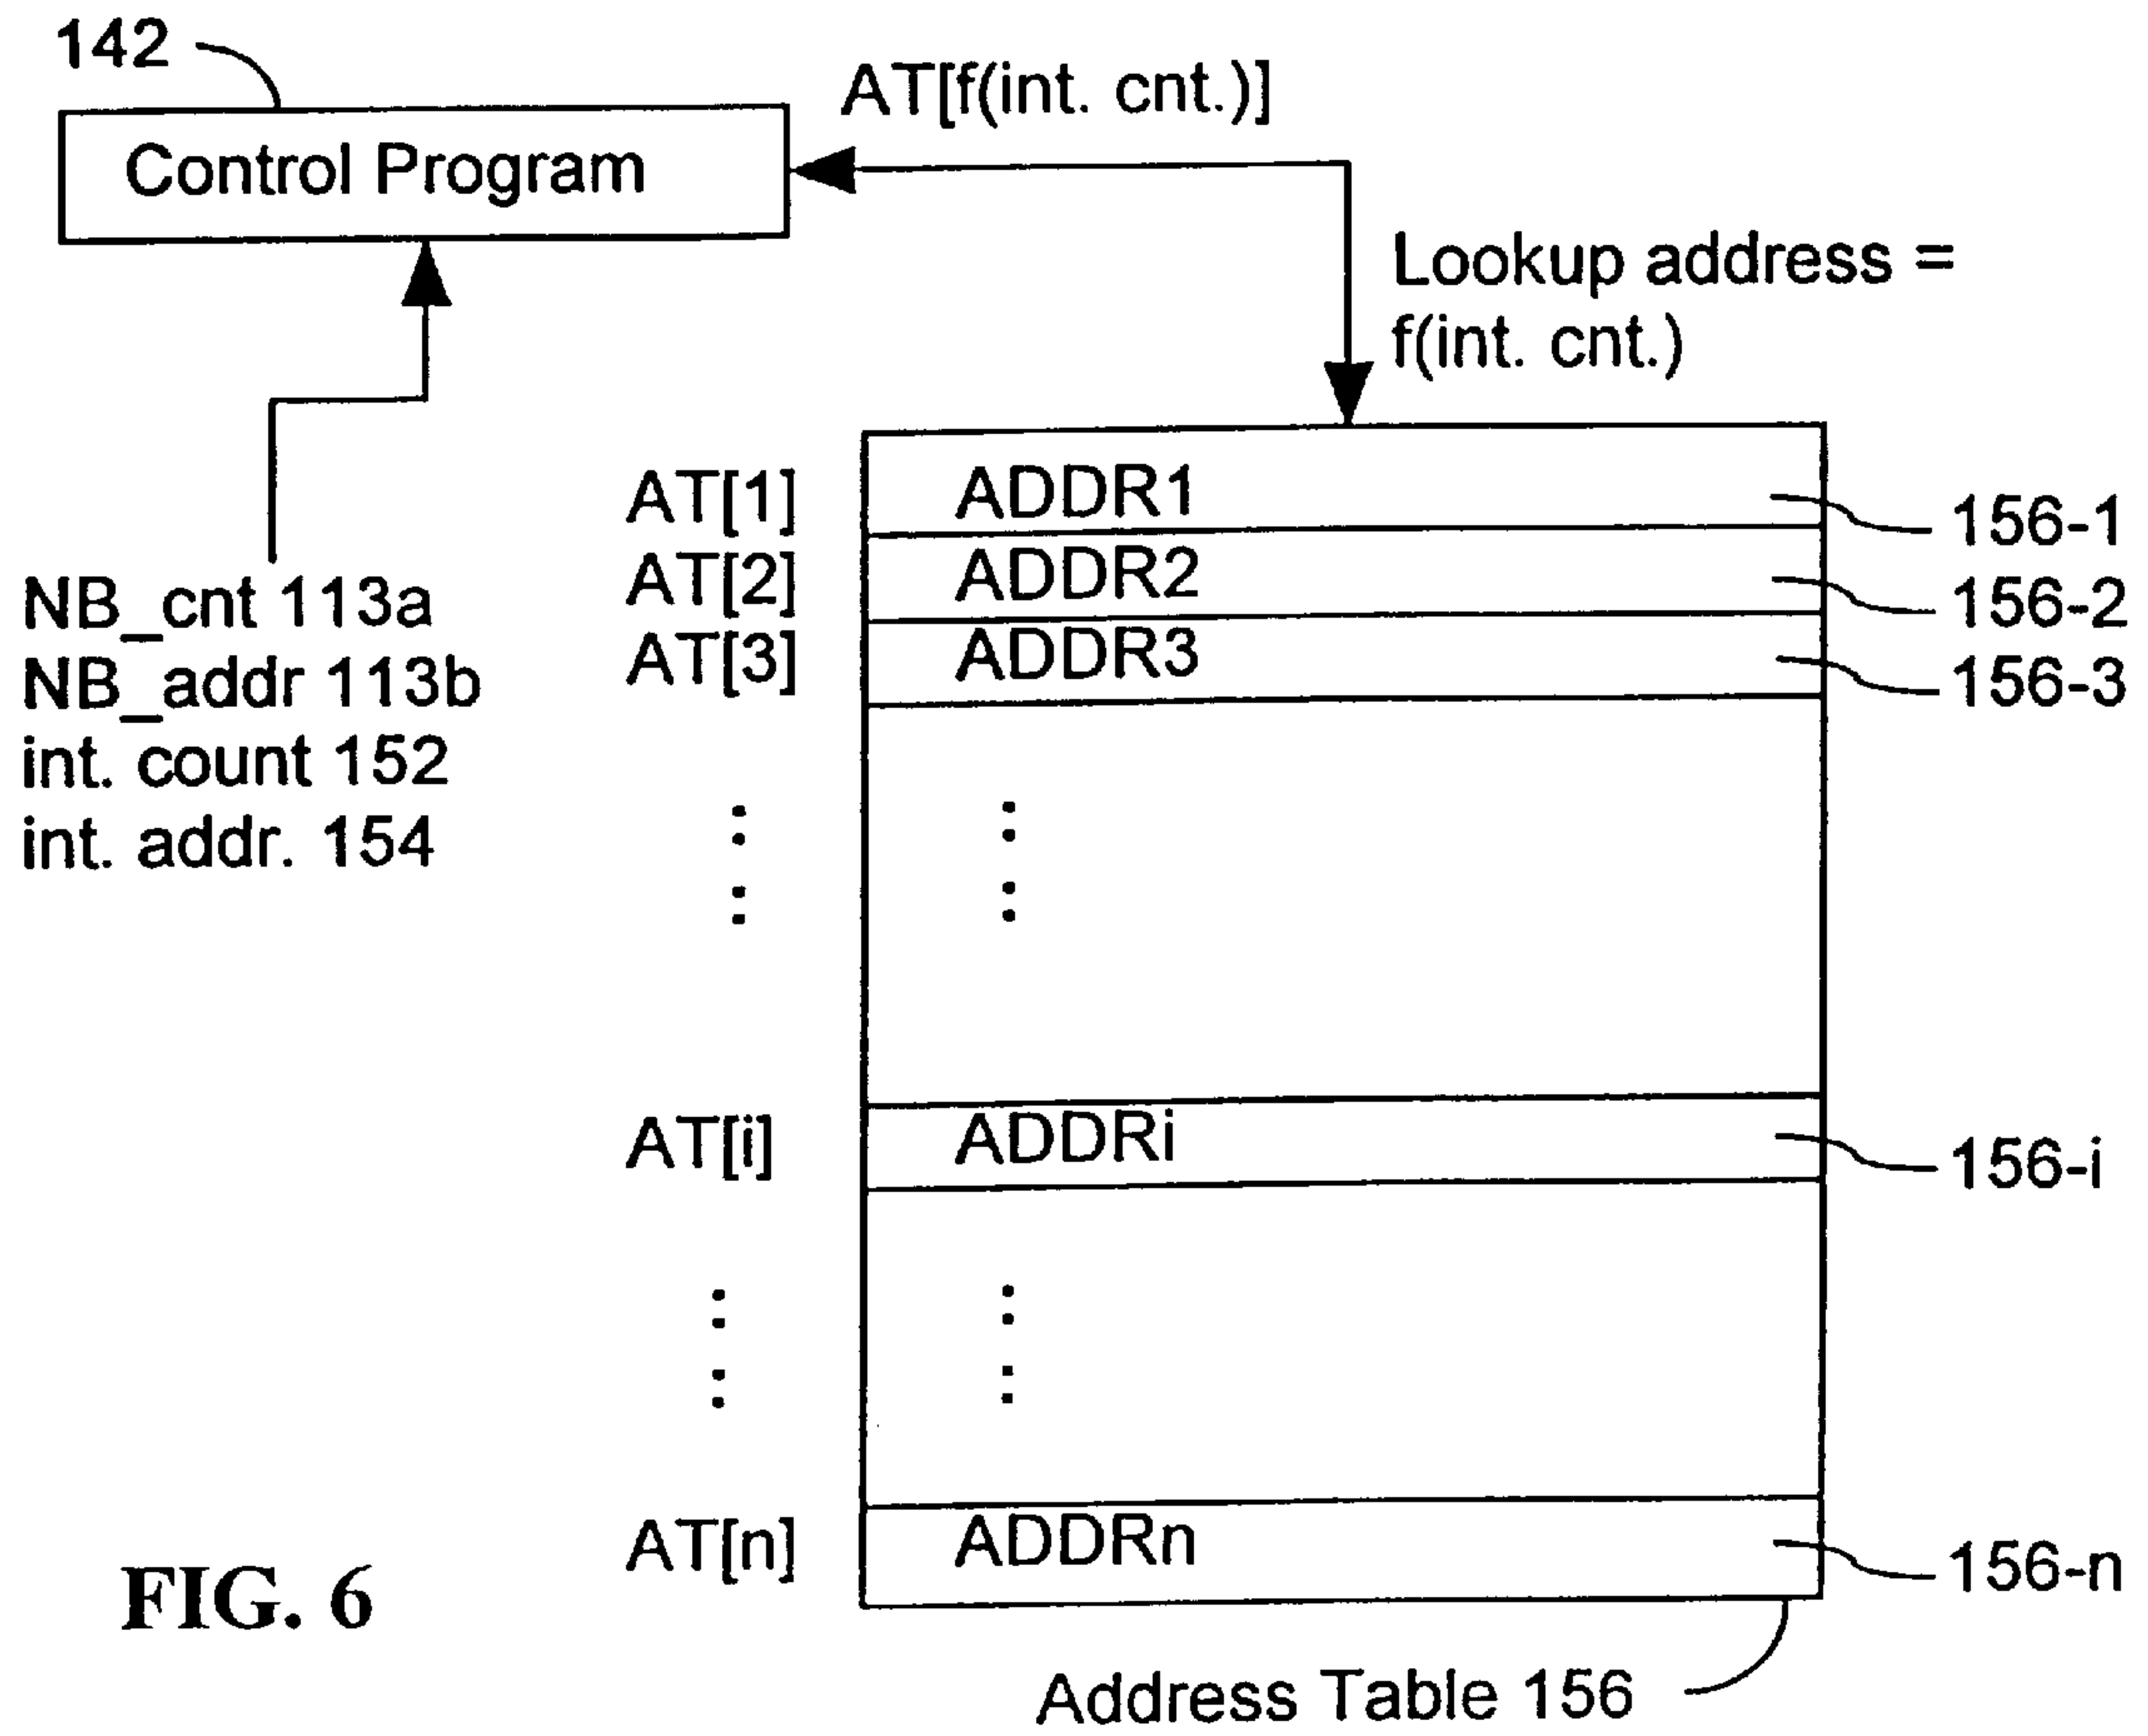 142
AT[f(int. cnt.)]
Control Program
Lookup address =
f(int. cnt.)
NB_cnt 113a
NB_addr 113b
int. count 152
int. addr. 154
AT[1] ADDR1 156-1
AT[2] ADDR2 156-2
AT[3] ADDR3 156-3
AT[i] ADDRi 156-i
AT[n] ADDRn 156-n
FIG. 6
Address Table 156